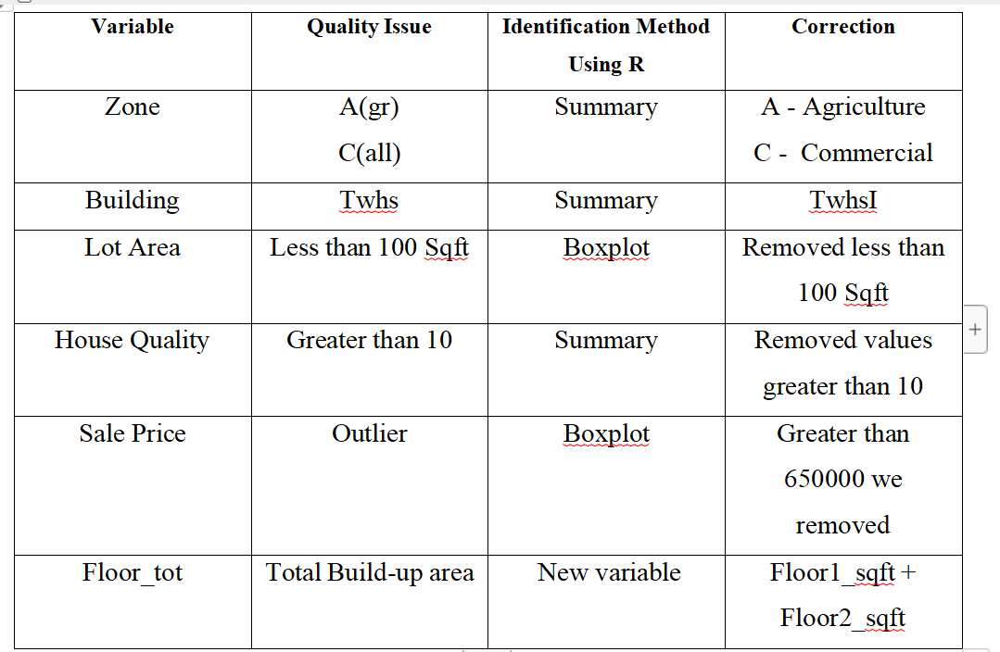 Variable
Quality Issue
Identification Method
Using R
Correction
Zone
A(gr)
C(all)
Summary
A - Agriculture
C -  Commercial
Building
Twhs
Summary
TwhsI
Lot Area
Less than 100 Sqft
Boxplot
Removed less than
100 Sqft
House Quality
Greater than 10
Summary
Removed values
greater than 10
Sale Price
Outlier
Boxplot
Greater than
650000 we
removed
Floor_tot
Total Build-up area
New variable
Floor1_sqft +
Floor2_sqft